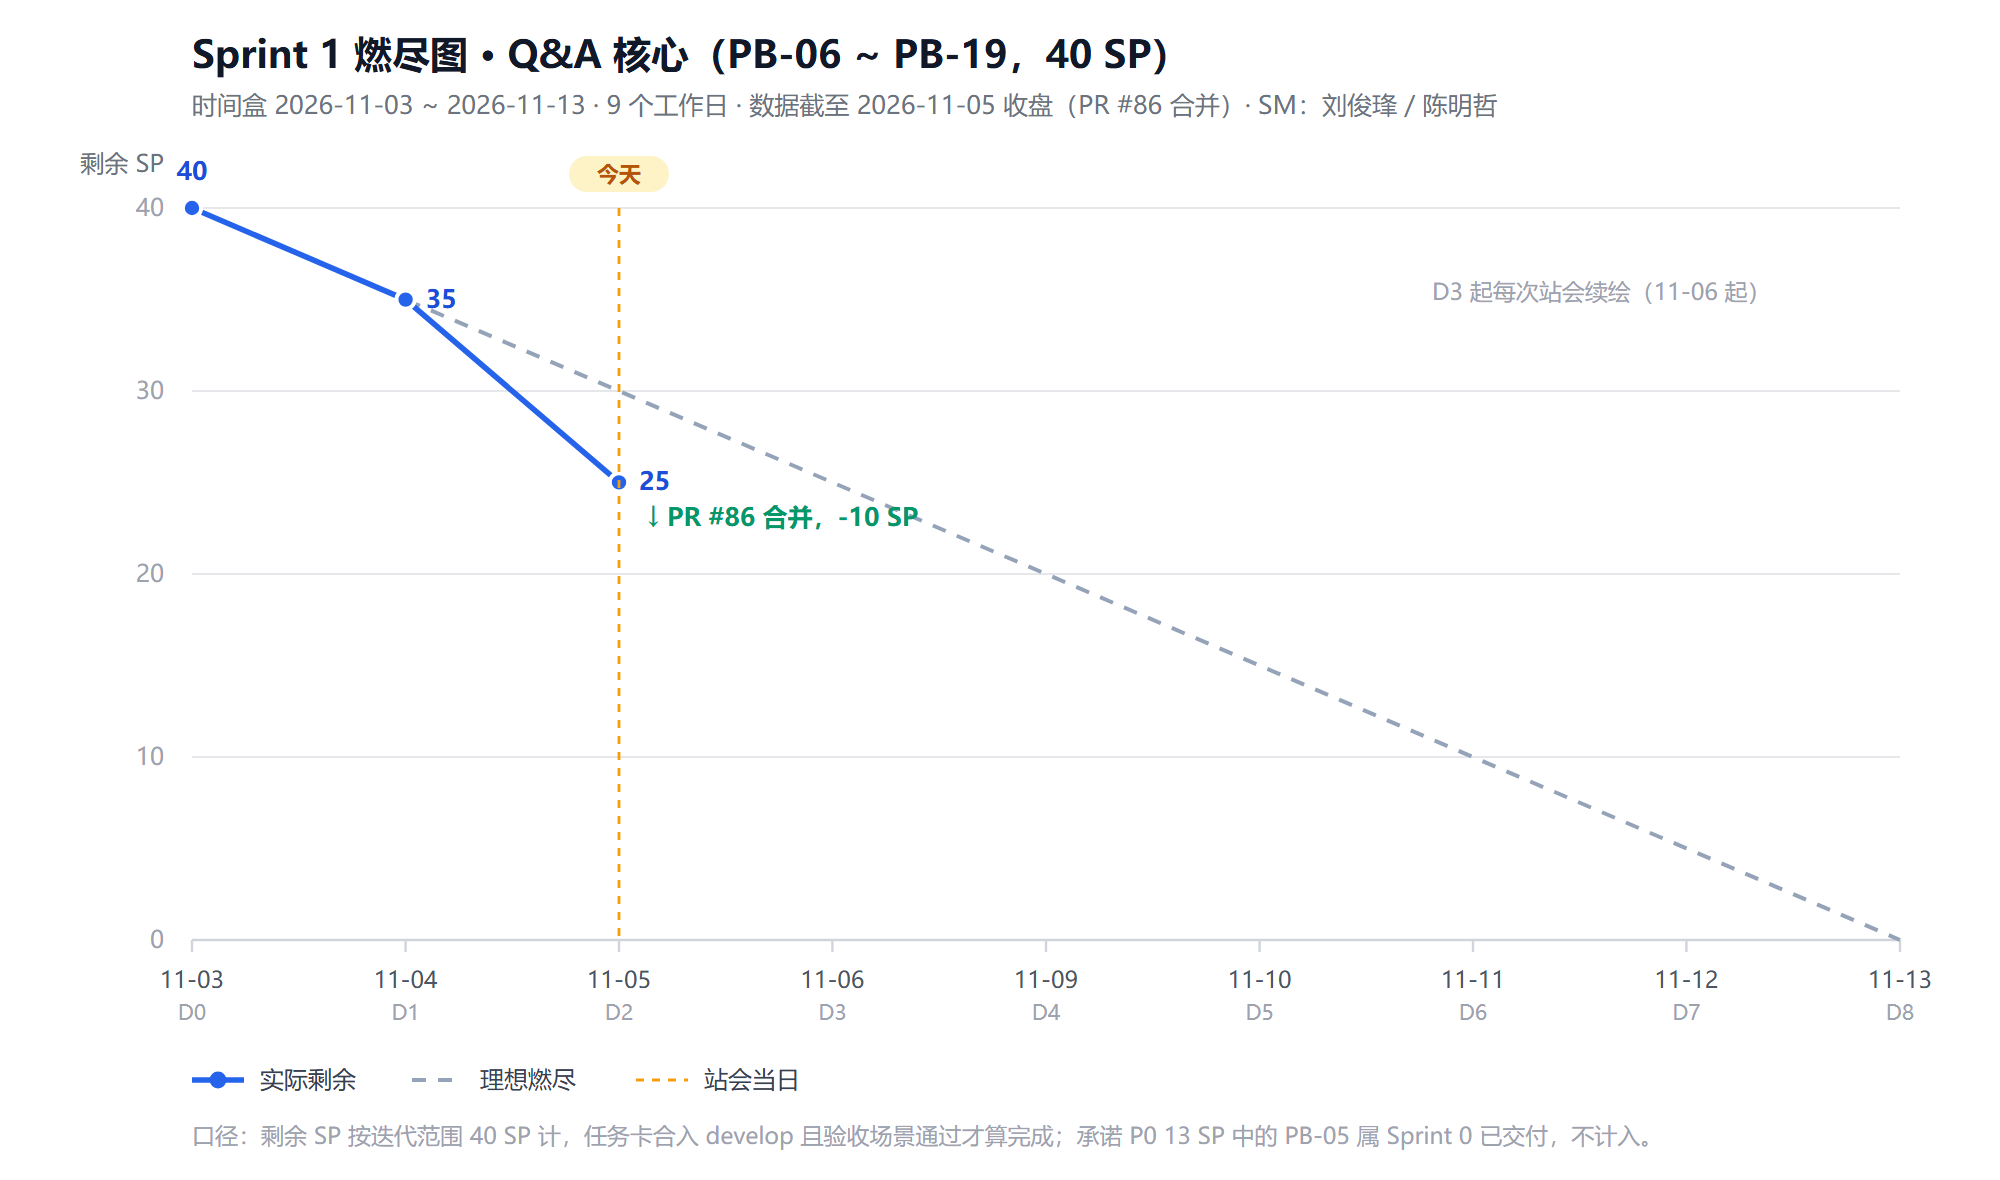 Sprint 1 燃尽图 • Q&A 核心（PB-06 ~ PB-19，40 SP）
时间盒 2026-11-03 ~ 2026-11-13 · 9 个工作日 · 数据截至 2026-11-05 收盘（PR #86 合并）· SM：刘俊琒 / 陈明哲
剩余 SP
40
今天
40
35
D3 起每次站会续绘（11-06 起）
30
25
↓ PR #86 合并，-10 SP
20
10
0
11-03 11-04 11-05 11-06 11-09 11-10 11-11 11-12 11-13
D0 D1 D2 D3 D4 D5 D6 D7 D8
实际剩余 理想燃尽 站会当日
口径：剩余 SP 按迭代范围 40 SP 计，任务卡合入 develop 且验收场景通过才算完成；承诺 P0 13 SP 中的 PB-05 属 Sprint 0 已交付，不计入。